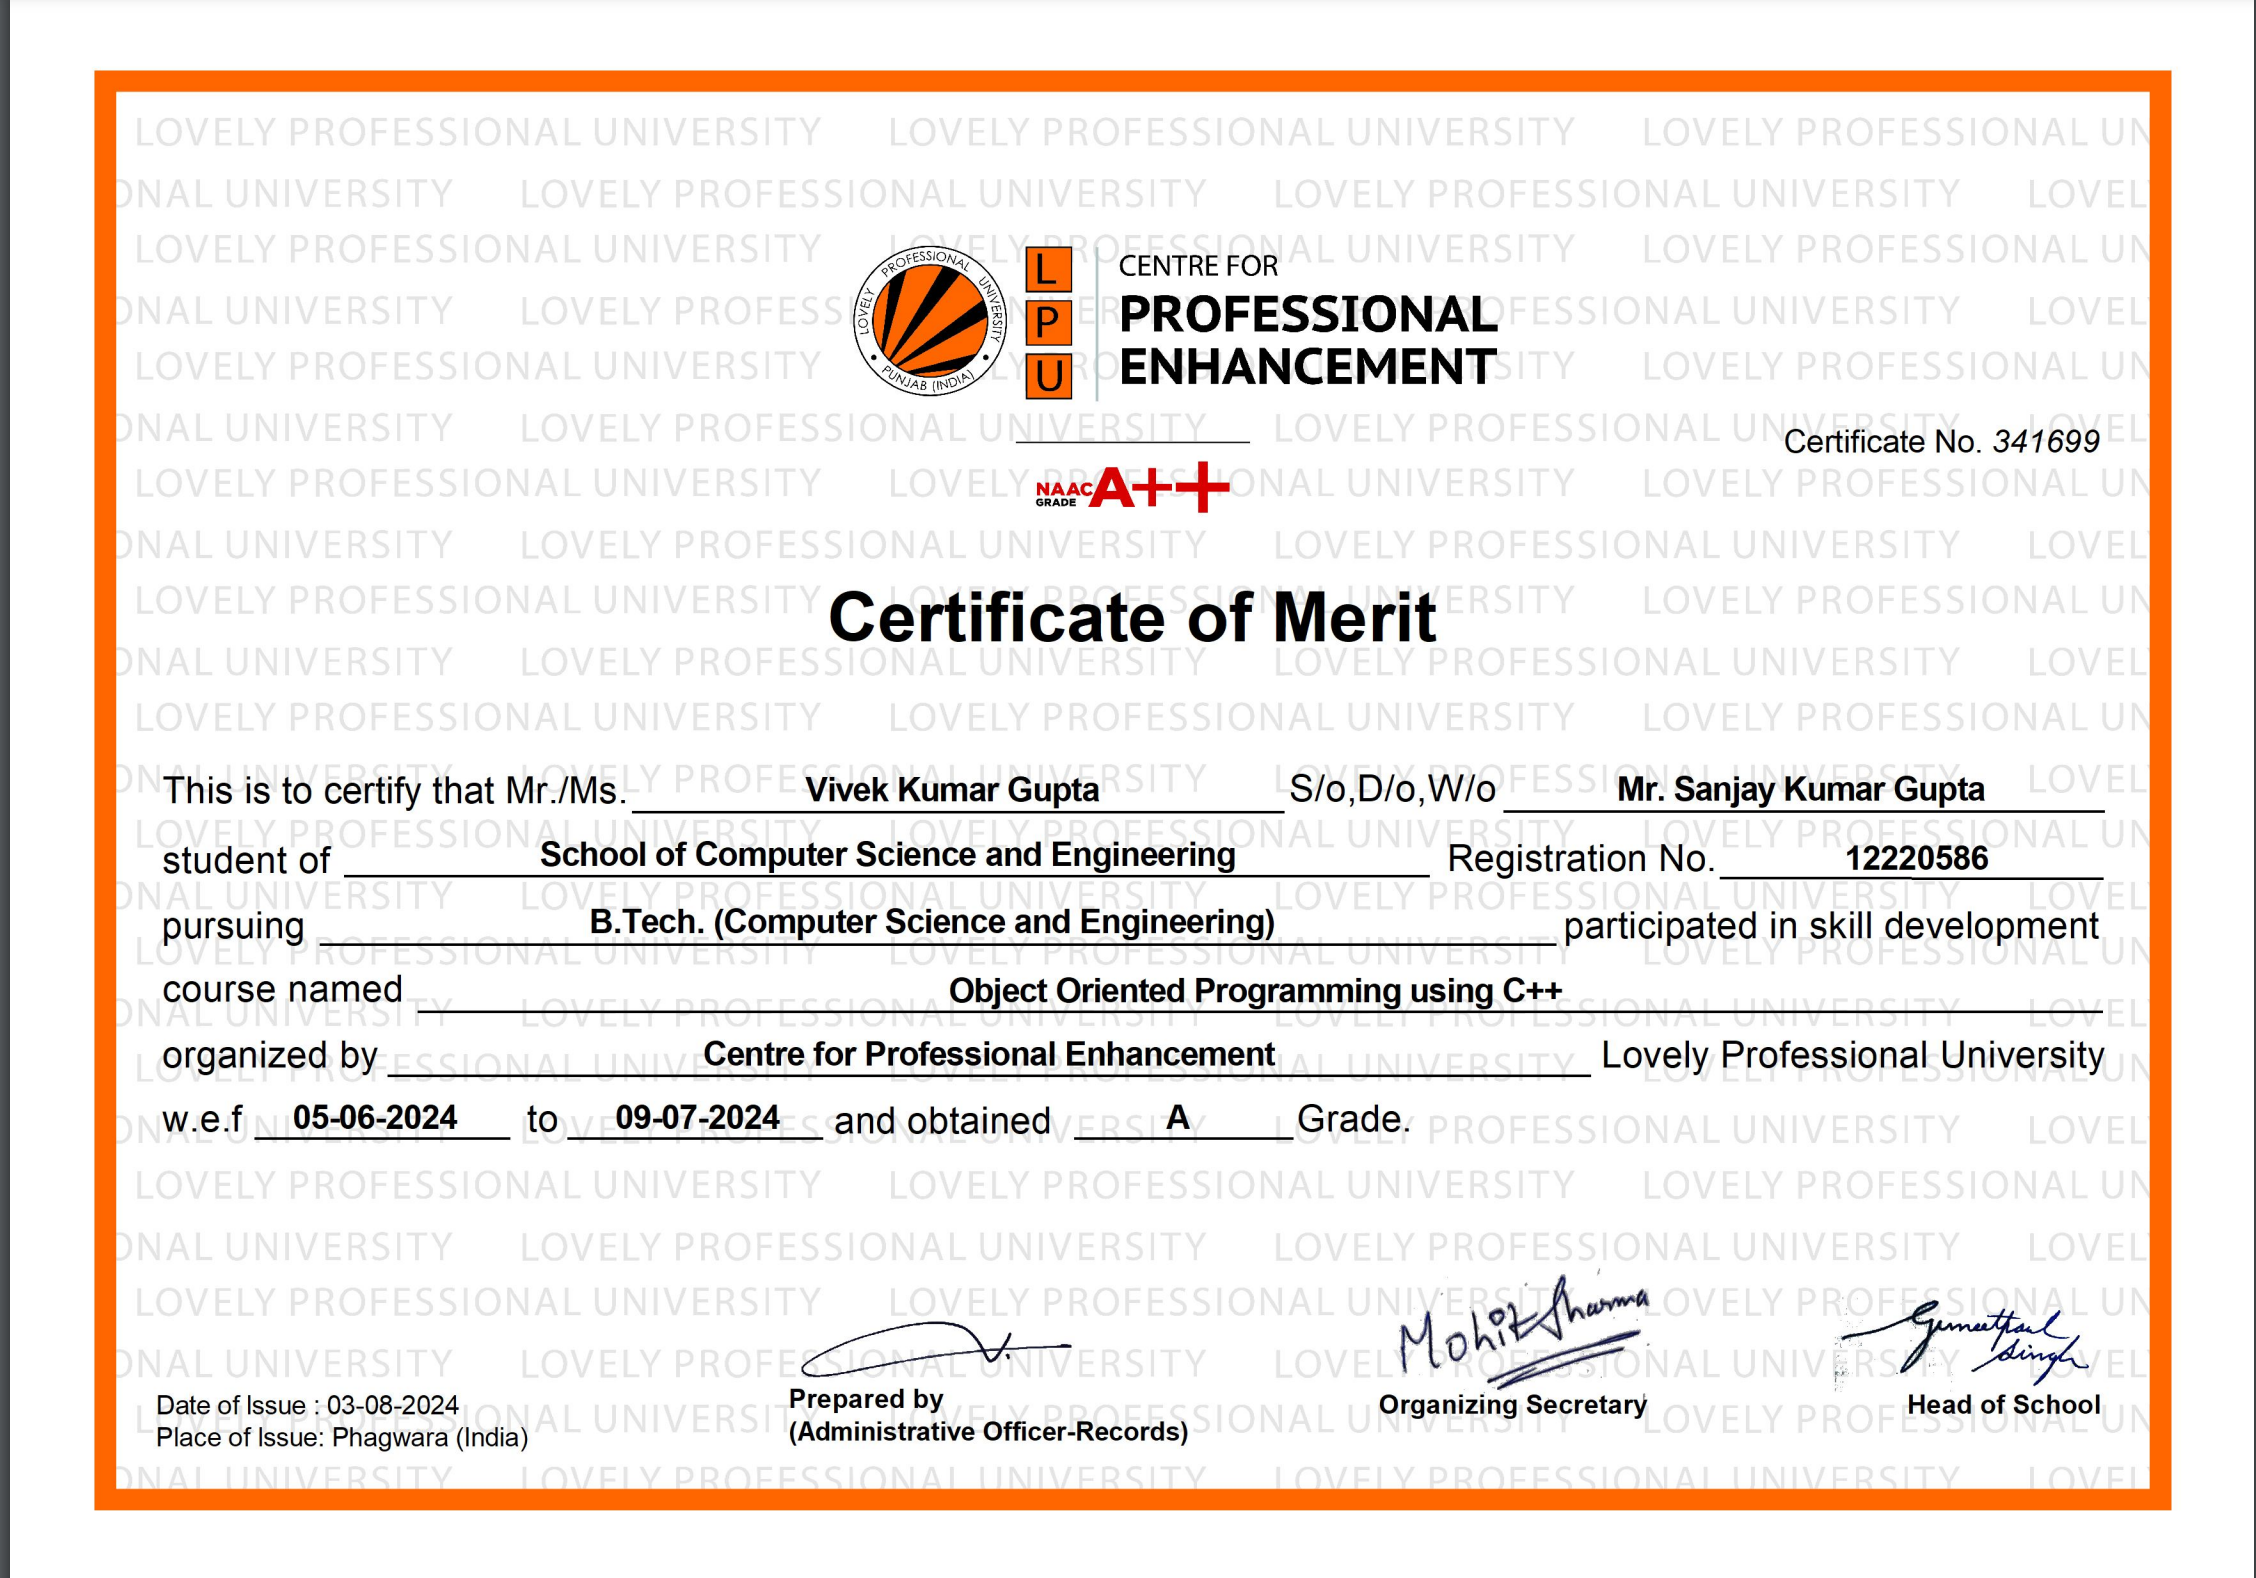 LOVELY PROFESSIONAL UNIVERSITY
PUNJAB (INDIA)
L
P
U
CENTRE FOR
PROFESSIONAL
ENHANCEMENT
Certificate No. 341699
NAAC
GRADE
A++
Certificate of Merit
This is to certify that Mr./Ms. Vivek Kumar Gupta S/o,D/o,W/o Mr. Sanjay Kumar Gupta
student of School of Computer Science and Engineering Registration No. 12220586
pursuing B.Tech. (Computer Science and Engineering) participated in skill development
course named Object Oriented Programming using C++
organized by Centre for Professional Enhancement Lovely Professional University
w.e.f 05-06-2024 to 09-07-2024 and obtained A Grade.
Mohit Sharma
Gurneetpaul
Singh
Date of Issue : 03-08-2024
Place of Issue: Phagwara (India)
Prepared by
(Administrative Officer-Records)
Organizing Secretary
Head of School